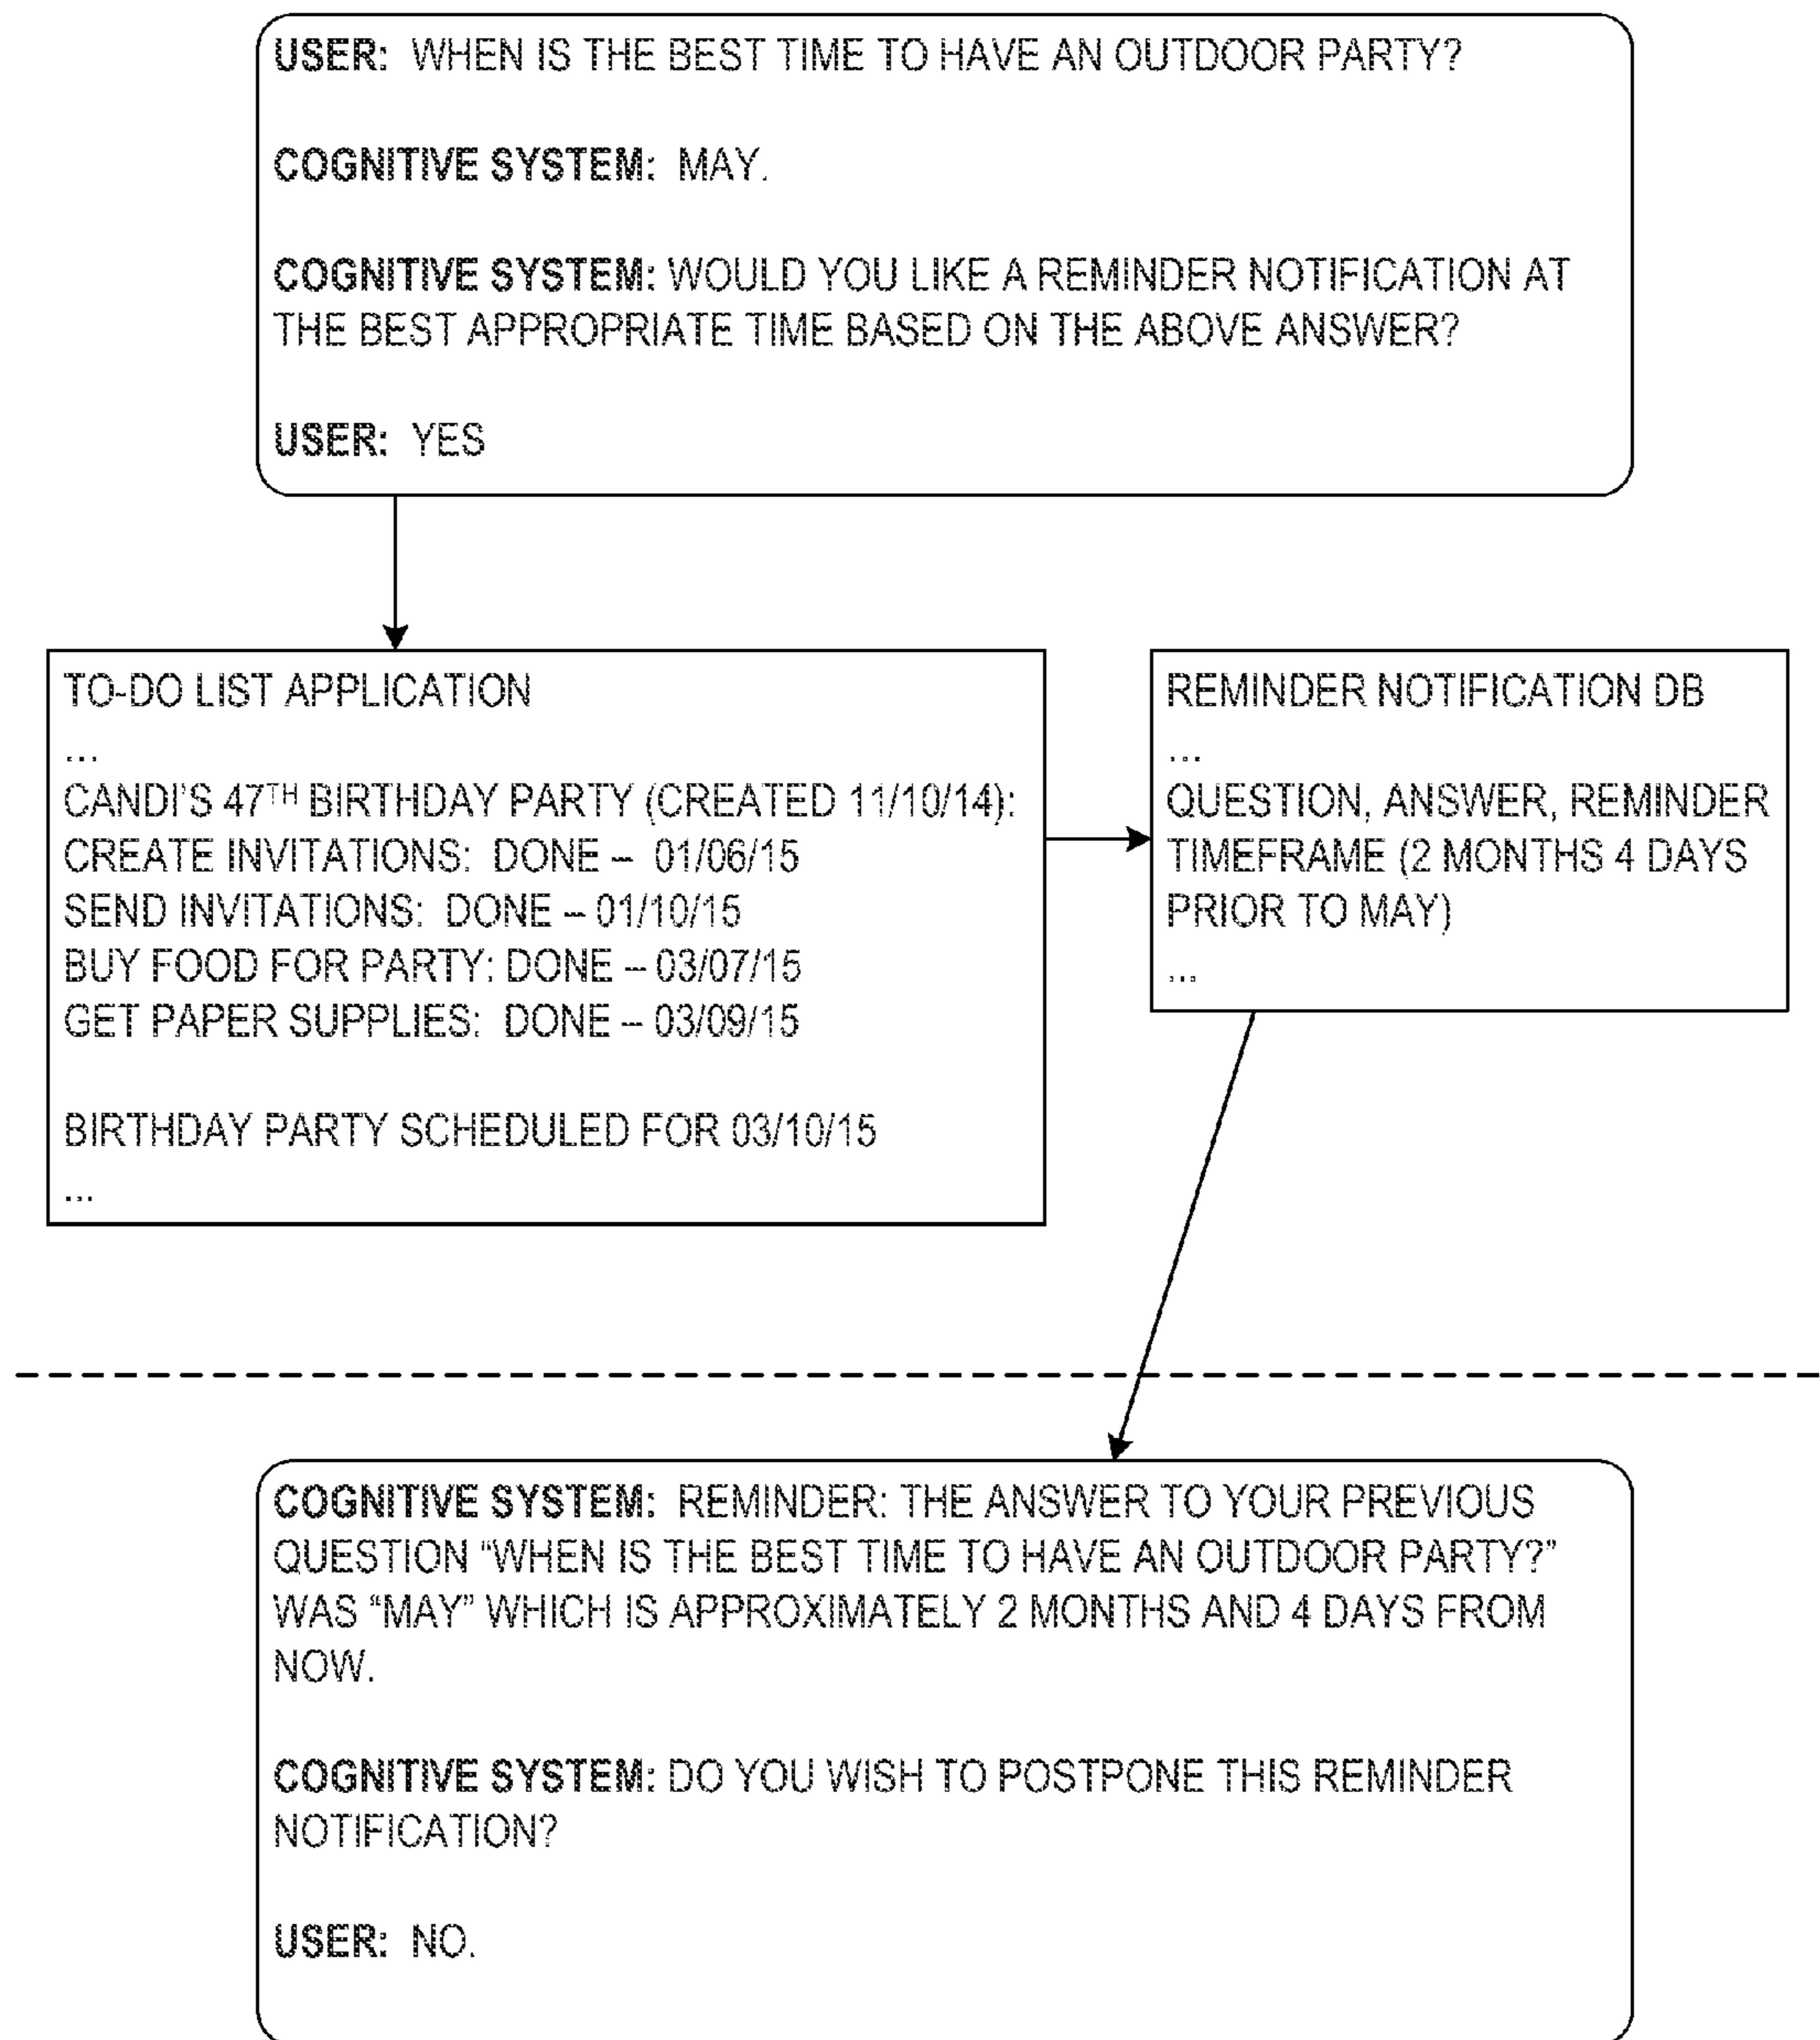 USER: WHEN IS THE BEST TIME TO HAVE AN OUTDOOR PARTY?
COGNITIVE SYSTEM: MAY.
COGNITIVE SYSTEM: WOULD YOU LIKE A REMINDER NOTIFICATION AT
THE BEST APPROPRIATE TIME BASED ON THE ABOVE ANSWER?
USER: YES
TO-DO LIST APPLICATION
...
CANDI'S 47TH BIRTHDAY PARTY (CREATED 11/10/14):
CREATE INVITATIONS: DONE – 01/06/15
SEND INVITATIONS: DONE – 01/10/15
BUY FOOD FOR PARTY: DONE – 03/07/15
GET PAPER SUPPLIES: DONE – 03/09/15
BIRTHDAY PARTY SCHEDULED FOR 03/10/15
...
REMINDER NOTIFICATION DB
...
QUESTION, ANSWER, REMINDER
TIMEFRAME (2 MONTHS 4 DAYS
PRIOR TO MAY)
...
COGNITIVE SYSTEM: REMINDER: THE ANSWER TO YOUR PREVIOUS
QUESTION “WHEN IS THE BEST TIME TO HAVE AN OUTDOOR PARTY?”
WAS “MAY” WHICH IS APPROXIMATELY 2 MONTHS AND 4 DAYS FROM
NOW.
COGNITIVE SYSTEM: DO YOU WISH TO POSTPONE THIS REMINDER
NOTIFICATION?
USER: NO.